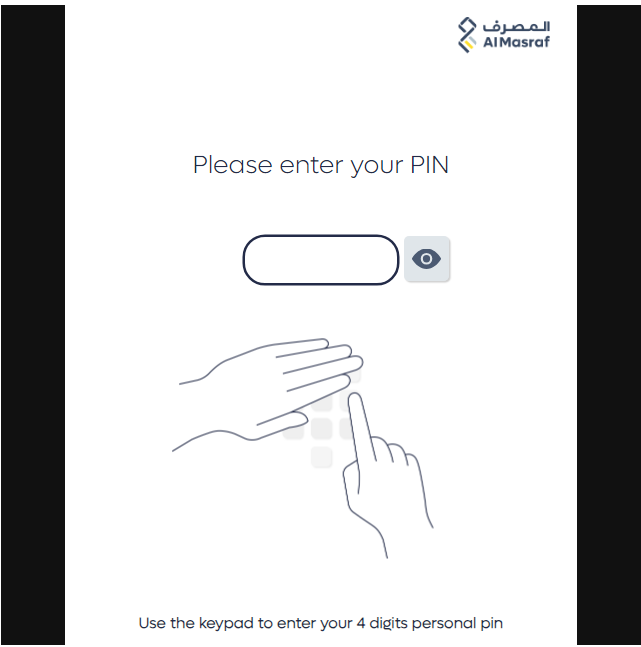 المصرف
Al Masraf
Please enter your PIN
Use the keypad to enter your 4 digits personal pin